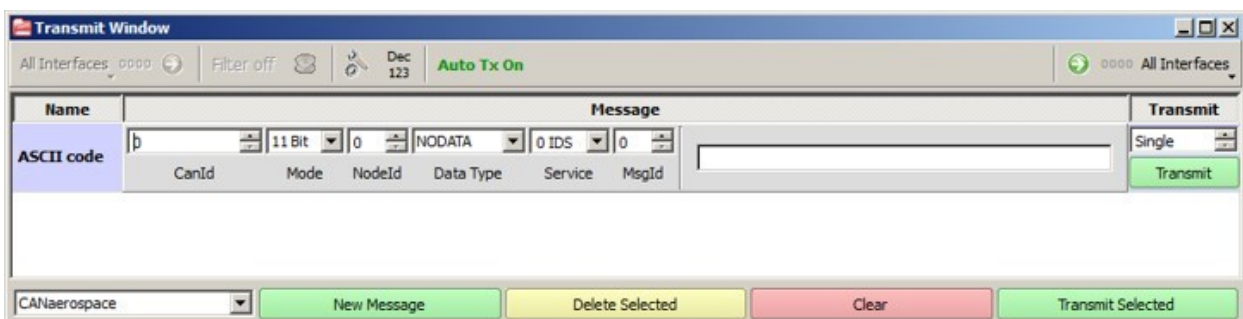 Transmit Window
All Interfaces Filter off Dec 123 Auto Tx On All Interfaces
Name Message Transmit
ASCII code 0 11 Bit 0 NODATA 0 IDS 0 Single
CanId Mode NodeId Data Type Service MsgId Transmit
CANaerospace New Message Delete Selected Clear Transmit Selected